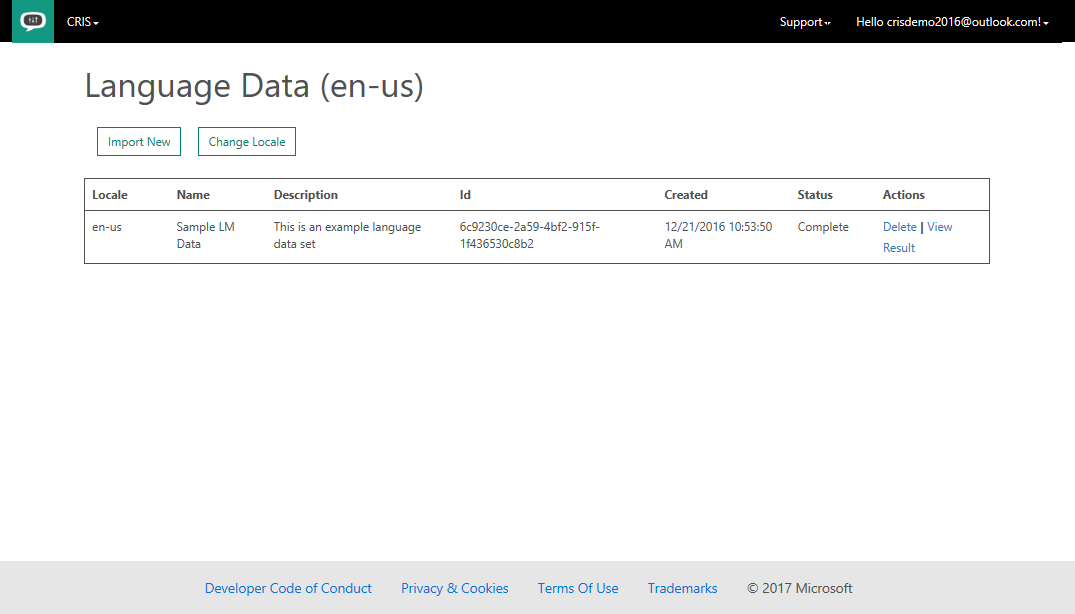 CRIS
Support
Hello crisdemo2016@outlook.com!
Language Data (en-us)
Import New
Change Locale
Locale Name Description Id Created Status Actions
en-us Sample LM This is an example language 6c9230ce-2a59-4bf2-915f- 12/21/2016 10:53:50 Complete Delete | View
Data data set 1f436530c8b2 AM Result
Developer Code of Conduct Privacy & Cookies Terms Of Use Trademarks © 2017 Microsoft